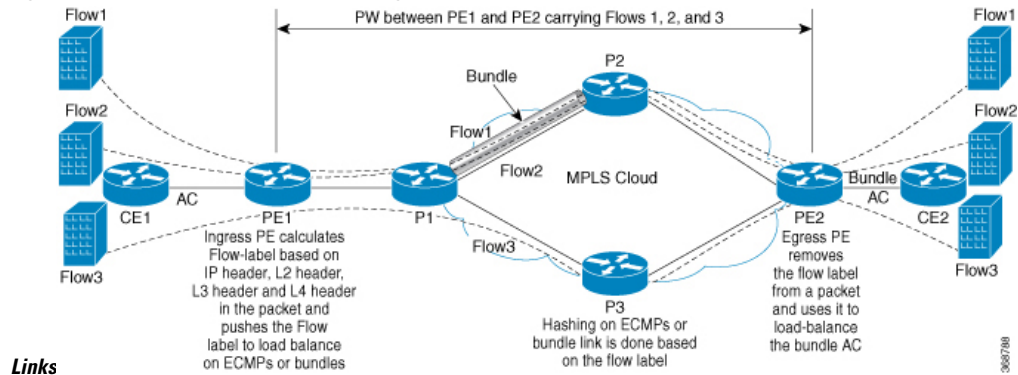 PW between PE1 and PE2 carrying Flows 1, 2, and 3
Flow1
Flow1
P2
Bundle
Flow2
Flow2
Flow1
Flow2
MPLS Cloud
Bundle
AC
AC
CE1
PE1
P1
PE2
CE2
Flow3
Flow3
Flow3
Ingress PE calculates
Flow-label based on
IP header, L2 header,
L3 header and L4 header
in the packet and
pushes the Flow
label to load balance
on ECMPs or bundles
P3
Hashing on ECMPs or
bundle link is done based
on the flow label
Egress PE
removes
the flow label
from a packet
and uses it to
load-balance
the bundle AC
368788
Links